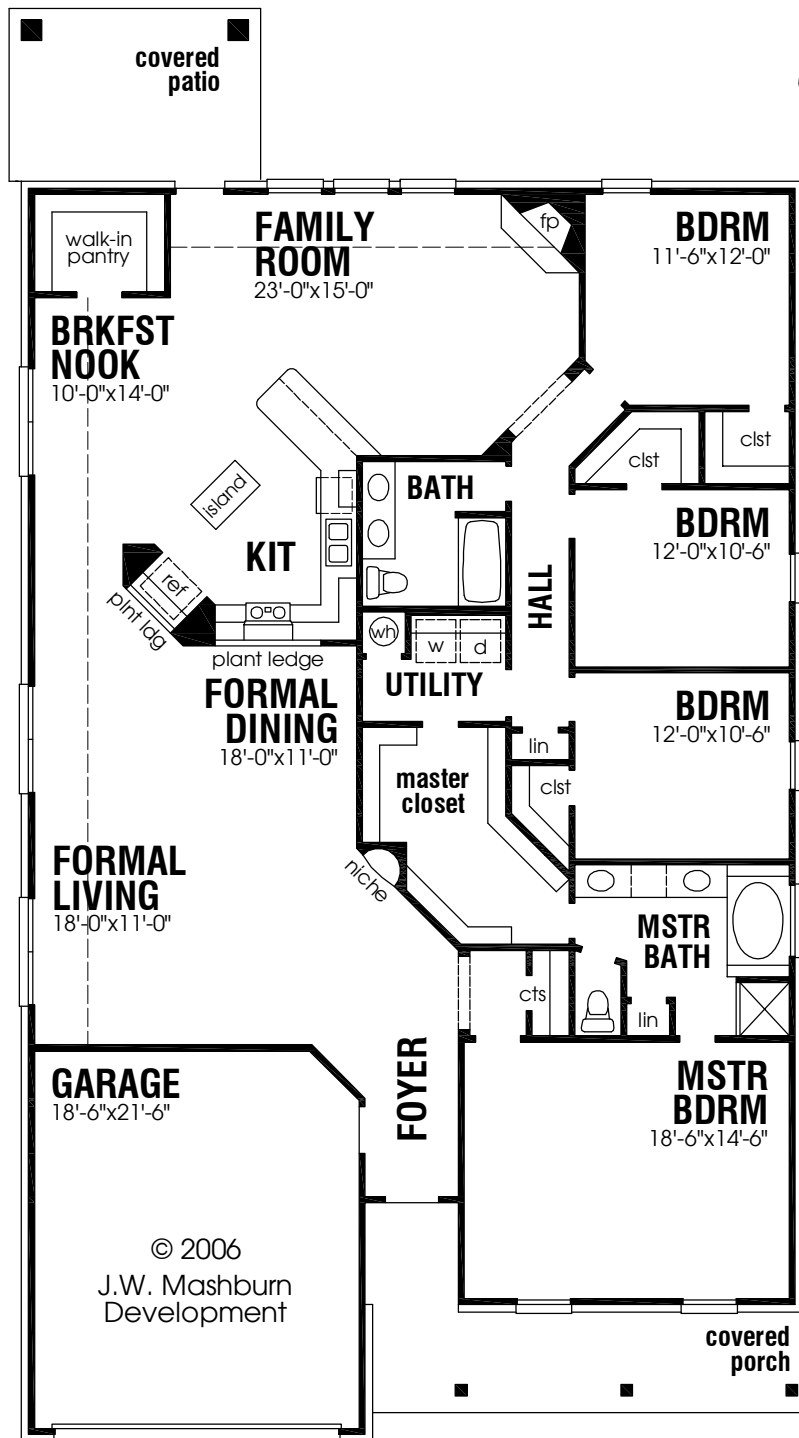 covered
patio
walk-in
pantry
FAMILY
ROOM
23'-0"x15'-0"
fp
BDRM
11'-6"x12'-0"
BRKFST
NOOK
10'-0"x14'-0"
clst
clst
island
BATH
KIT
ref
plnt ldg
BDRM
12'-0"x10'-6"
HALL
wh
w
d
plant ledge
UTILITY
FORMAL
DINING
18'-0"x11'-0"
BDRM
12'-0"x10'-6"
lin
master
closet
clst
FORMAL
LIVING
18'-0"x11'-0"
niche
MSTR
BATH
cts
lin
GARAGE
18'-6"x21'-6"
FOYER
MSTR
BDRM
18'-6"x14'-6"
© 2006
J.W. Mashburn
Development
covered
porch